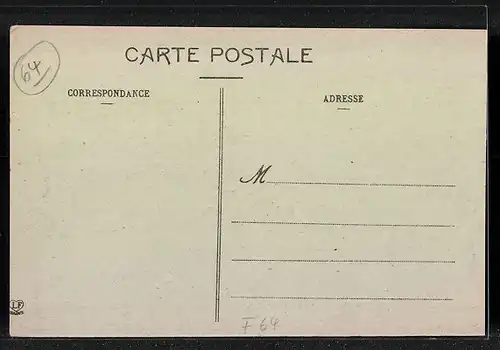 64
CARTE POSTALE
CORRESPONDANCE
ADRESSE
M
F 64